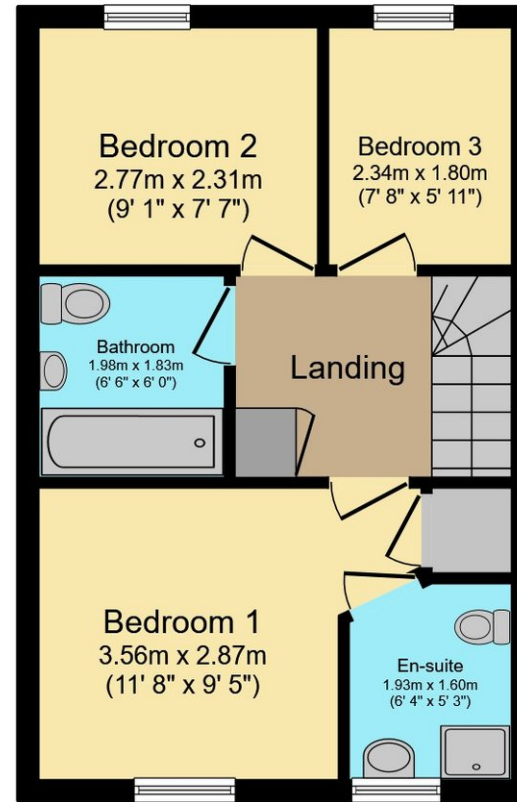 Bedroom 2
2.77m x 2.31m
(9' 1" x 7' 7")
Bedroom 3
2.34m x 1.80m
(7' 8" x 5' 11")
Bathroom
1.98m x 1.83m
(6' 6" x 6' 0")
Landing
Bedroom 1
3.56m x 2.87m
(11' 8" x 9' 5")
En-suite
1.93m x 1.60m
(6' 4" x 5' 3")